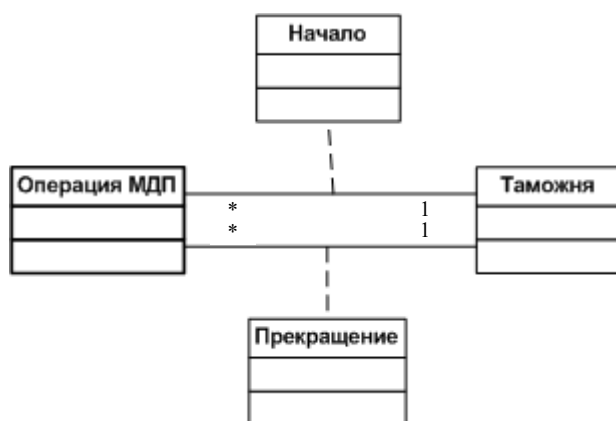 Начало
Операция МДП
Таможня
* 1
* 1
Прекращение